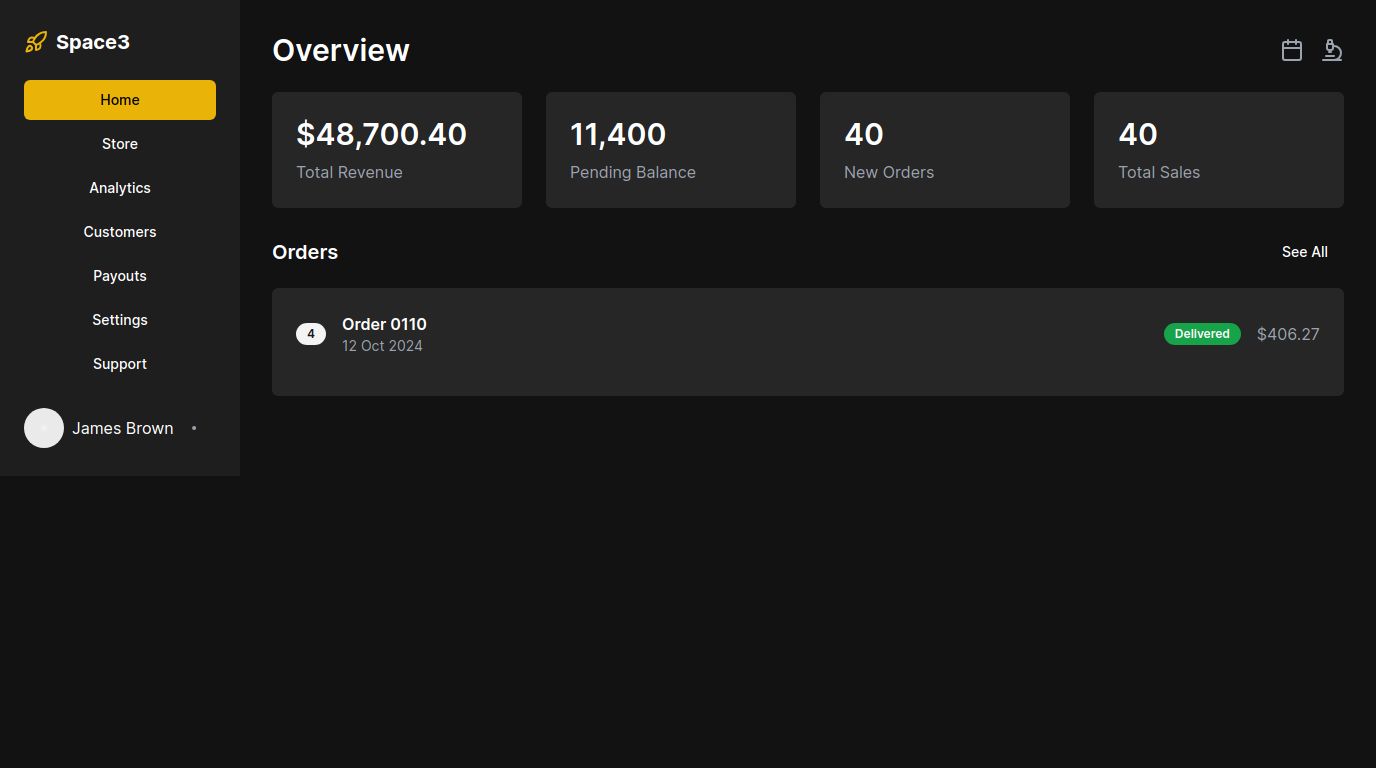 Space3
Home
Store
Analytics
Customers
Payouts
Settings
Support
James Brown
Overview
$48,700.40
Total Revenue
11,400
Pending Balance
40
New Orders
40
Total Sales
Orders
See All
4
Order 0110
12 Oct 2024
Delivered
$406.27